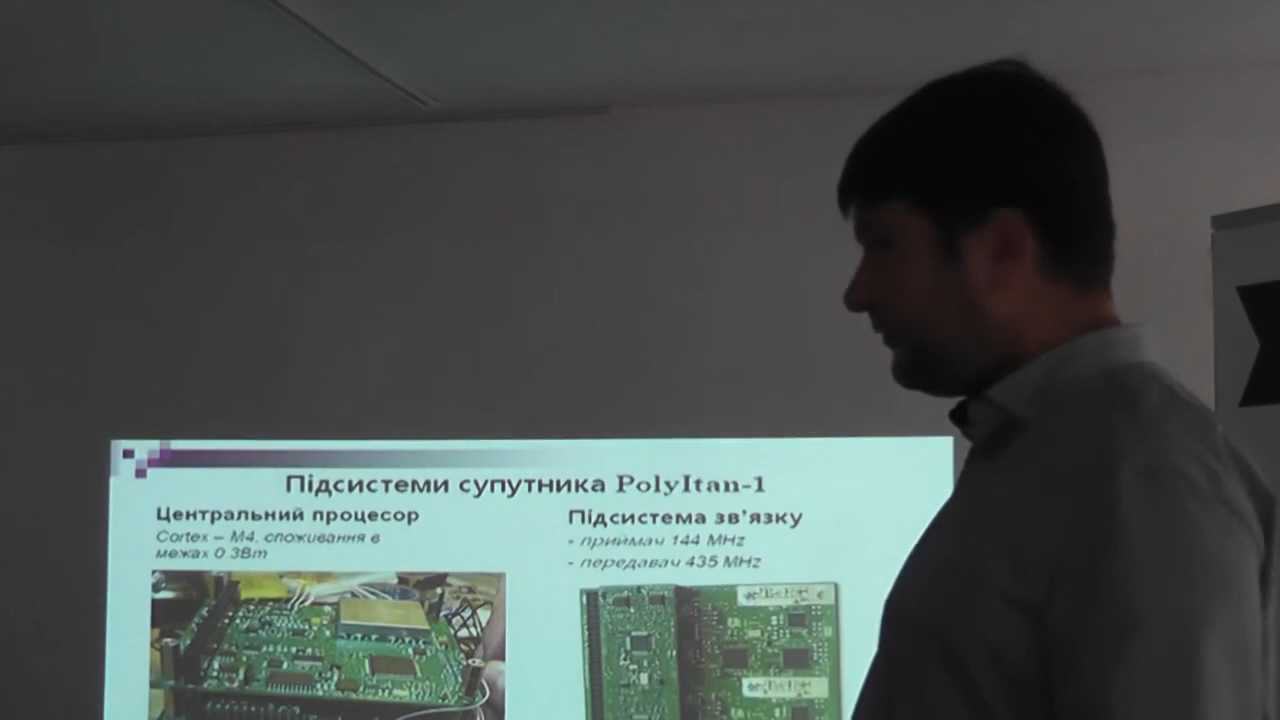 Підсистеми супутника PolyItan-1
Центральний процесор
Cortex – M4, споживання в
межах 0 3Вт
Підсистема зв’язку
- приймач 144 MHz
- передавач 435 MHz